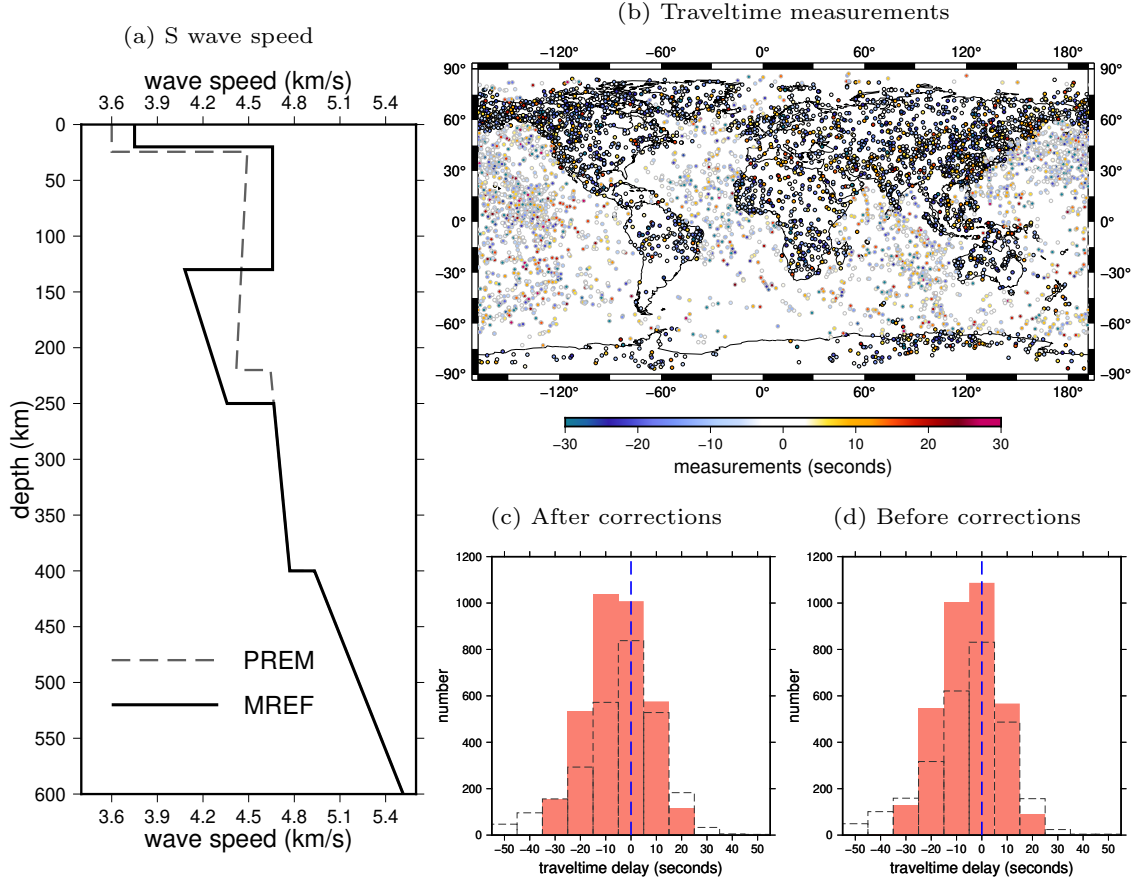 (a) S wave speed
wave speed (km/s)
3.6 3.9 4.2 4.5 4.8 5.1 5.4
0
50
100
150
200
250
300
350
400
450
500
550
600
depth (km)
PREM
MREF
3.6 3.9 4.2 4.5 4.8 5.1 5.4
wave speed (km/s)
(b) Traveltime measurements
−120° −60° 0° 60° 120° 180°
90° 90°
60° 60°
30° 30°
0° 0°
−30° −30°
−60° −60°
−90° −90°
−120° −60° 0° 60° 120° 180°
−30 −20 −10 0 10 20 30
measurements (seconds)
(c) After corrections
1200
1000
800
600
400
200
0
number
−50 −40 −30 −20 −10 0 10 20 30 40 50
traveltime delay (seconds)
(d) Before corrections
1200
1000
800
600
400
200
0
number
−50 −40 −30 −20 −10 0 10 20 30 40 50
traveltime delay (seconds)